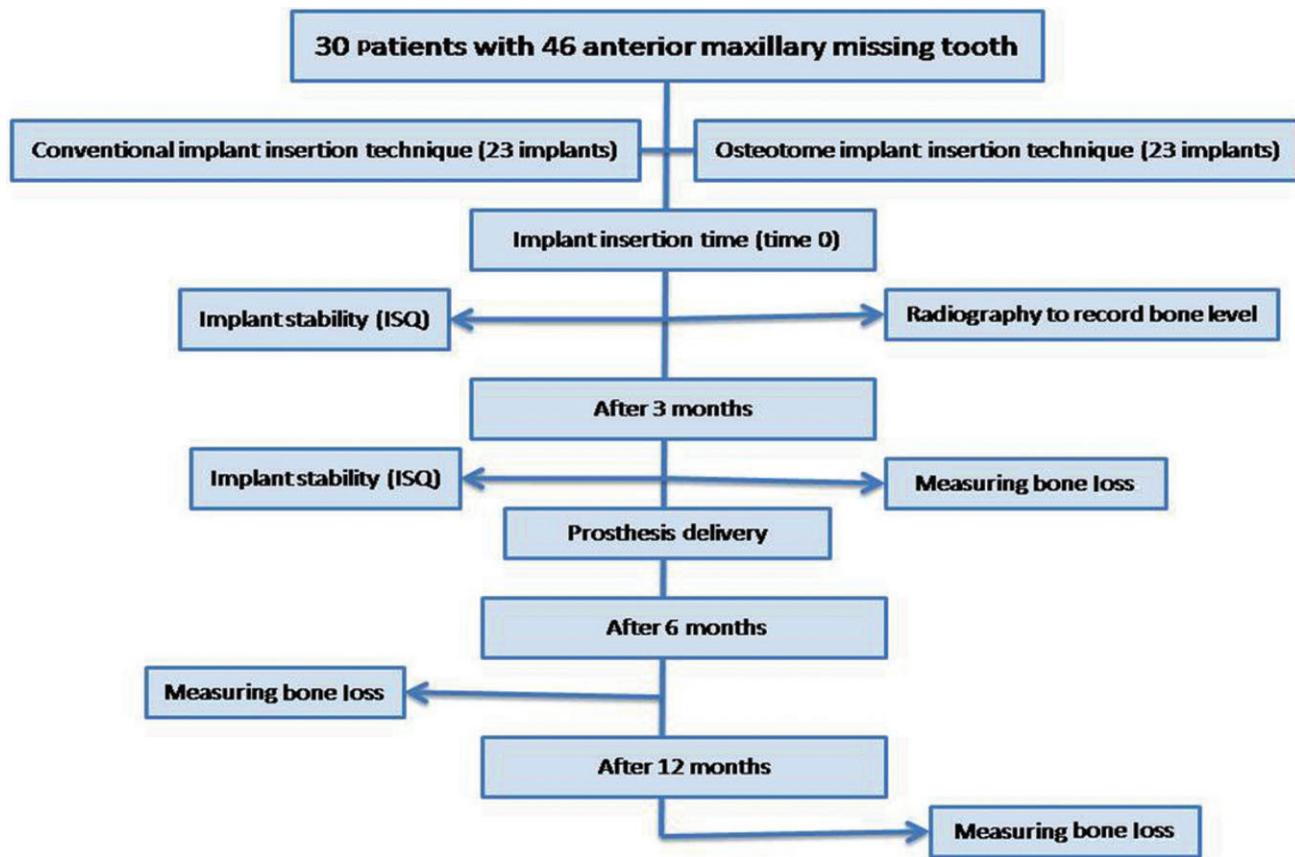 30 Patients with 46 anterior maxillary missing tooth
Conventional implant insertion technique (23 implants)
Osteotome implant insertion technique (23 implants)
Implant insertion time (time 0)
Implant stability (ISQ)
Radiography to record bone level
After 3 months
Implant stability (ISQ)
Measuring bone loss
Prosthesis delivery
After 6 months
Measuring bone loss
After 12 months
Measuring bone loss